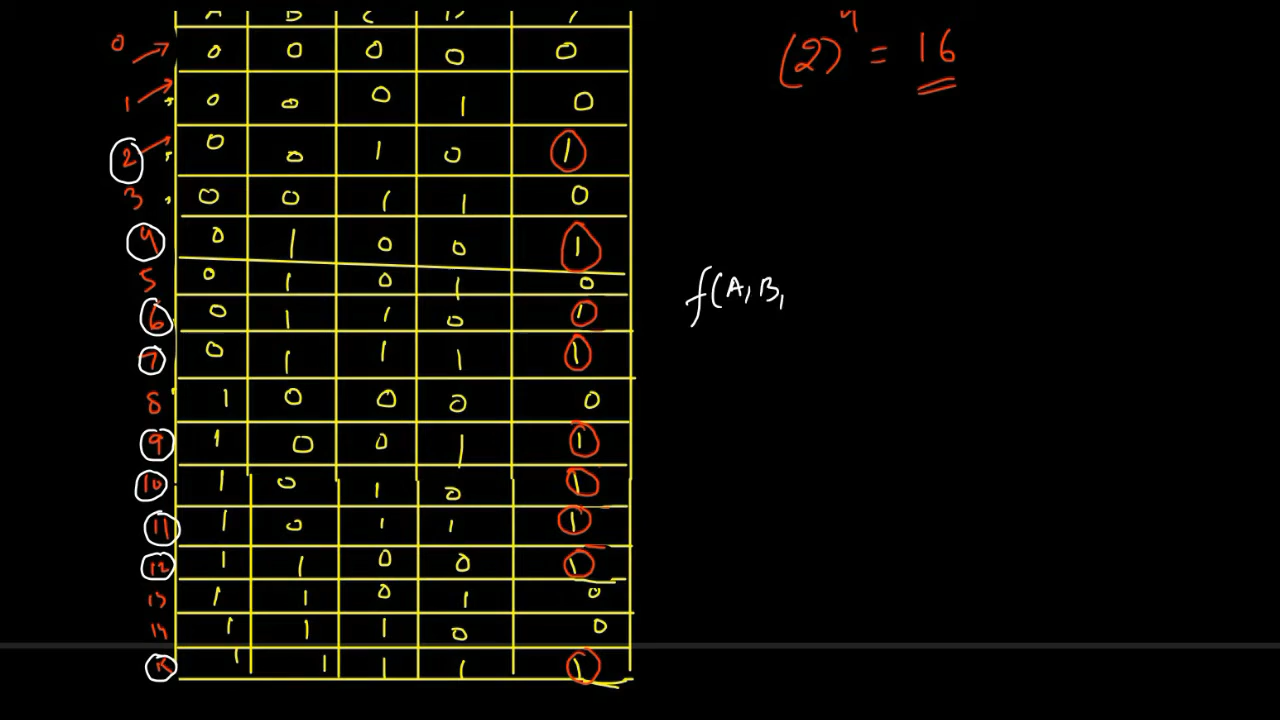 A B C D Y
0 0 0 0 0 0
1 0 0 0 1 0
2 0 0 1 0 1
3 0 0 1 1 0
4 0 1 0 0 1
5 0 1 0 1 0
6 0 1 1 0 1
7 0 1 1 1 1
8 1 0 0 0 0
9 1 0 0 1 1
10 1 0 1 0 1
11 1 0 1 1 1
12 1 1 0 0 1
13 1 1 0 1 0
14 1 1 1 0 0
15 1 1 1 1 1
(2)^4 = 16
f(A, B,